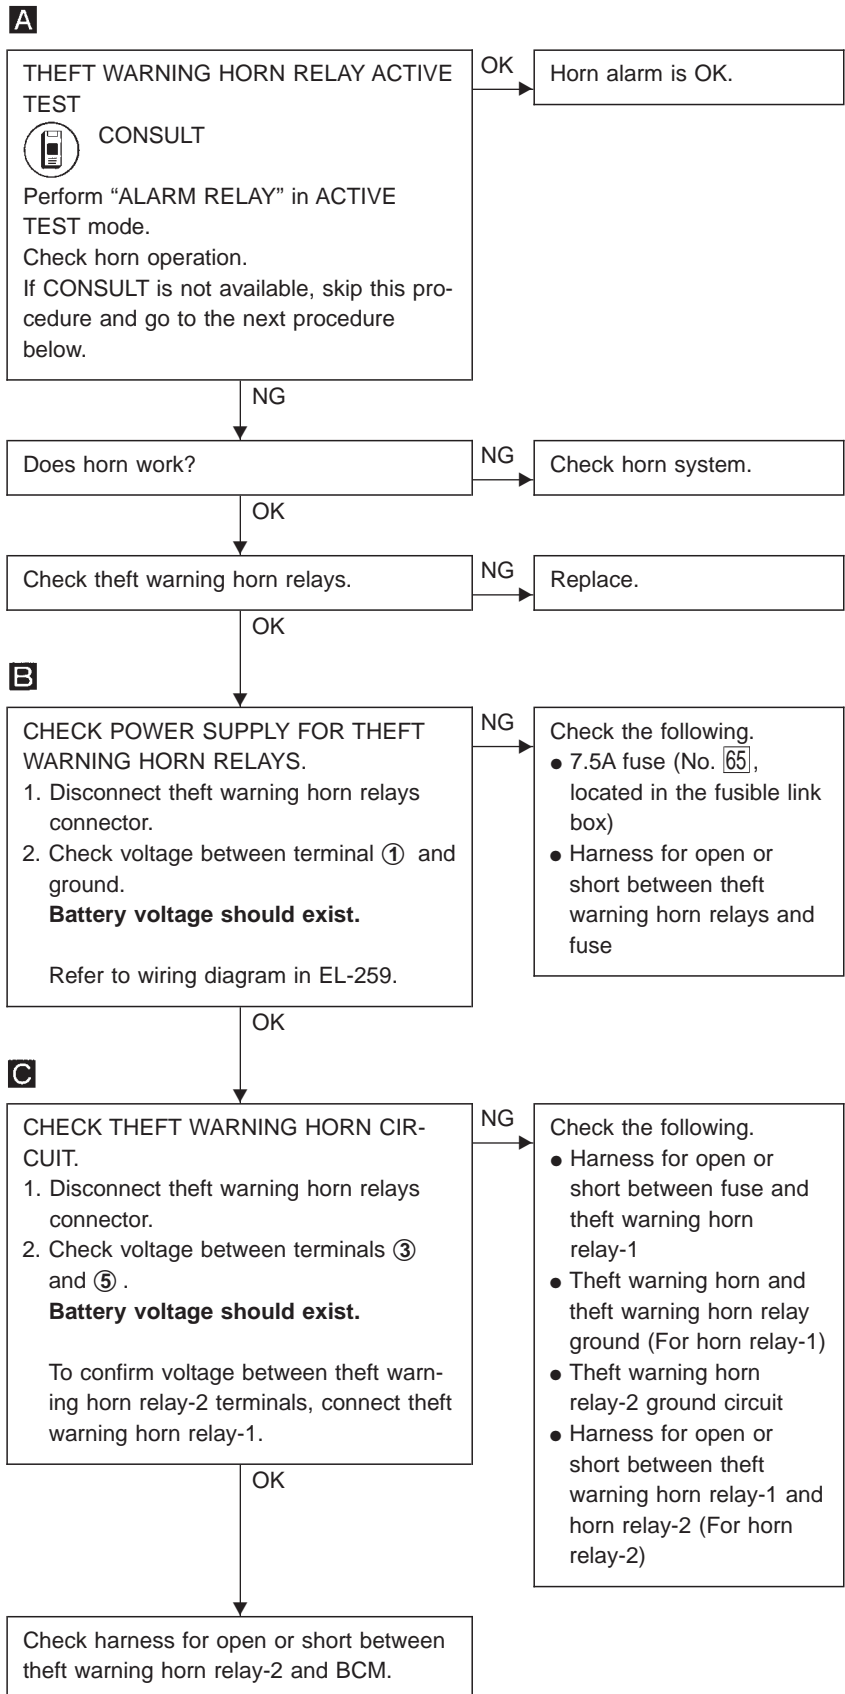 A
THEFT WARNING HORN RELAY ACTIVE
TEST
CONSULT
Perform “ALARM RELAY” in ACTIVE
TEST mode.
Check horn operation.
If CONSULT is not available, skip this pro-
cedure and go to the next procedure
below.
OK
Horn alarm is OK.
NG
Does horn work?
NG
Check horn system.
OK
Check theft warning horn relays.
NG
Replace.
OK
B
CHECK POWER SUPPLY FOR THEFT
WARNING HORN RELAYS.
1. Disconnect theft warning horn relays
connector.
2. Check voltage between terminal ① and
ground.
Battery voltage should exist.
Refer to wiring diagram in EL-259.
NG
Check the following.
● 7.5A fuse (No. 65,
located in the fusible link
box)
● Harness for open or
short between theft
warning horn relays and
fuse
OK
C
CHECK THEFT WARNING HORN CIR-
CUIT.
1. Disconnect theft warning horn relays
connector.
2. Check voltage between terminals ③
and ⑤ .
Battery voltage should exist.
To confirm voltage between theft warn-
ing horn relay-2 terminals, connect theft
warning horn relay-1.
NG
Check the following.
● Harness for open or
short between fuse and
theft warning horn
relay-1
● Theft warning horn and
theft warning horn relay
ground (For horn relay-1)
● Theft warning horn
relay-2 ground circuit
● Harness for open or
short between theft
warning horn relay-1 and
horn relay-2 (For horn
relay-2)
OK
Check harness for open or short between
theft warning horn relay-2 and BCM.